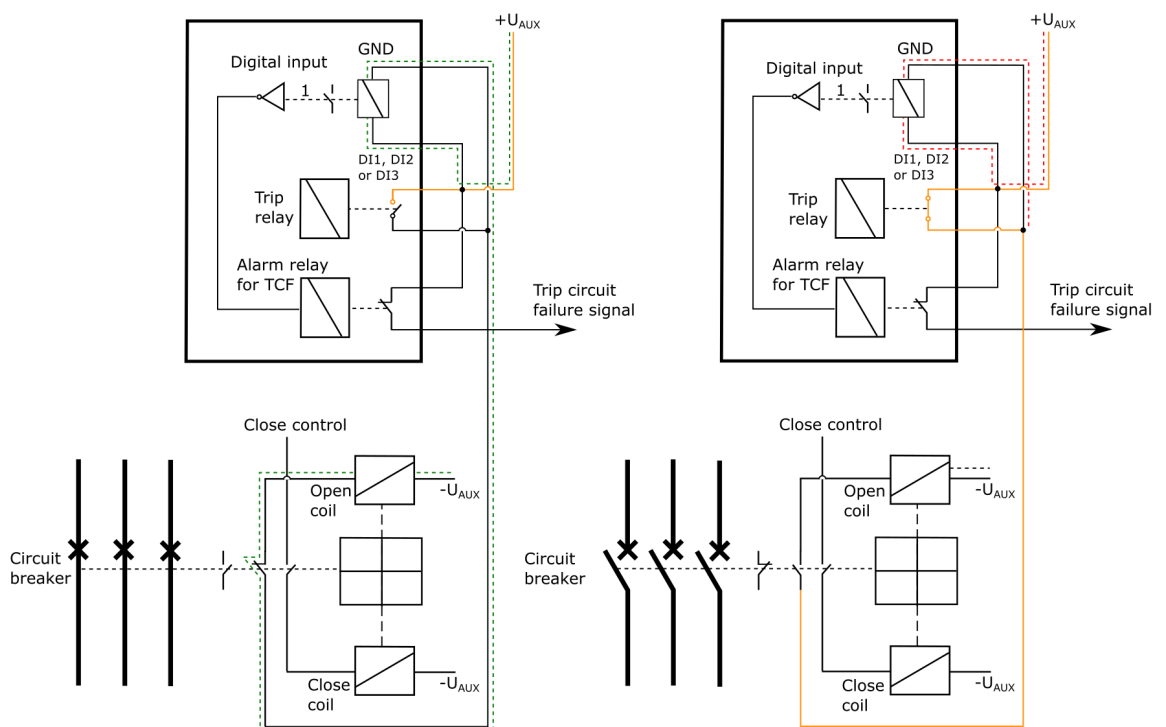 +UAUX
GND
Digital input
1
DI1, DI2
or DI3
Trip
relay
Alarm relay
for TCF
Trip circuit
failure signal
Close control
Open
coil
-UAUX
Circuit
breaker
Close
coil
-UAUX
+UAUX
GND
Digital input
1
DI1, DI2
or DI3
Trip
relay
Alarm relay
for TCF
Trip circuit
failure signal
Close control
Open
coil
-UAUX
Circuit
breaker
Close
coil
-UAUX